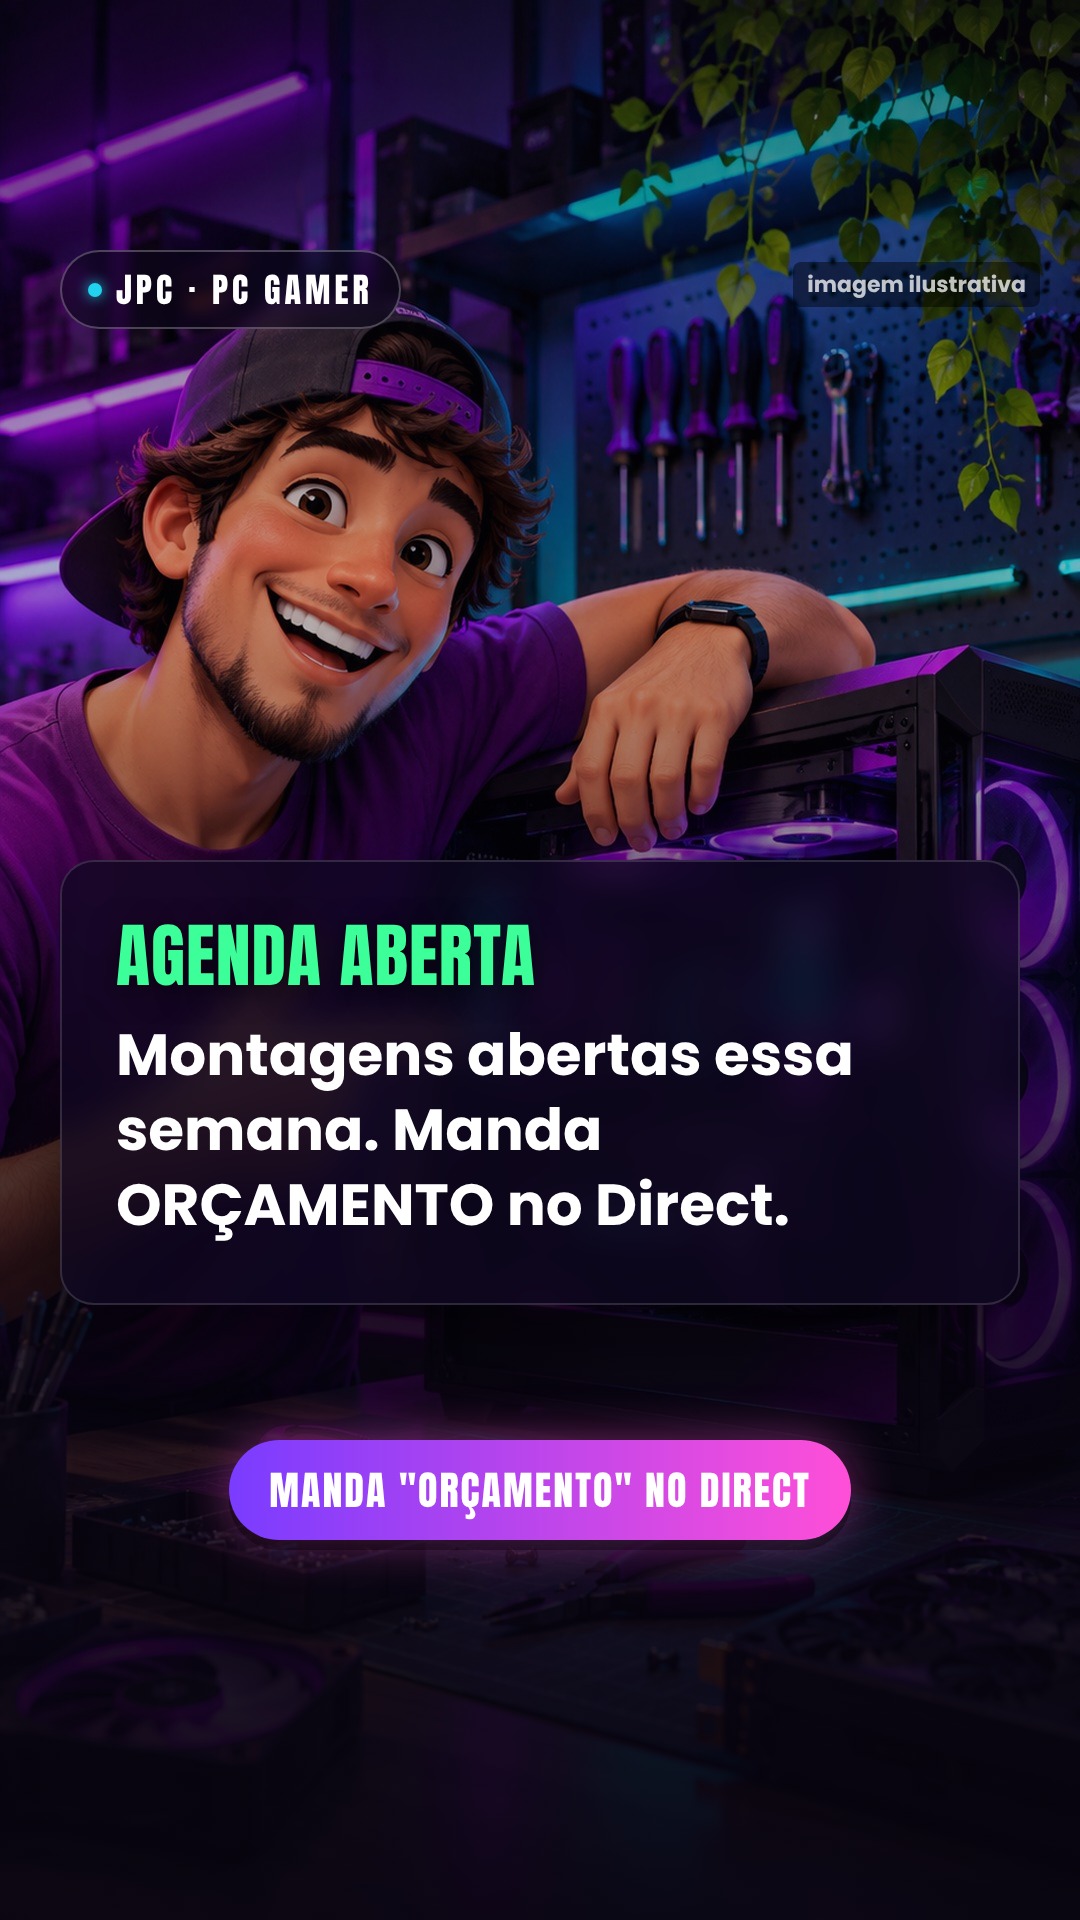 JPC · PC GAMER
imagem ilustrativa
AGENDA ABERTA
Montagens abertas essa
semana. Manda
ORÇAMENTO no Direct.
MANDA "ORÇAMENTO" NO DIRECT